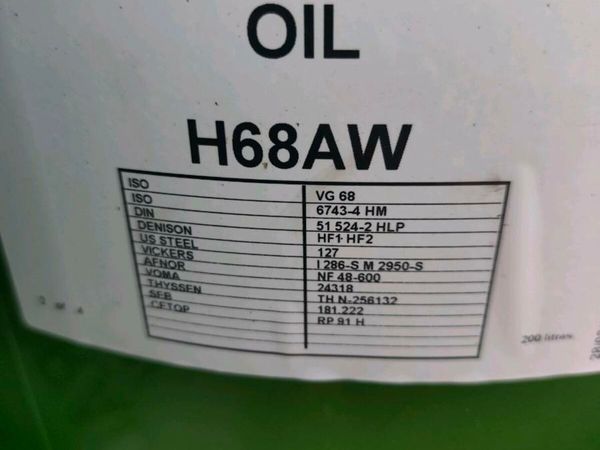 OIL
H68AW
ISO VG 68
ISO 6743-4 HM
DIN 51 524-2 HLP
DENISON HF1 HF2
US STEEL 127
VICKERS I 286-S M 2950-S
AFNOR NF 48-600
VOMA 24318
THYSSEN TH N-256132
SEB 181.222
CETOP RP 91 H
200 litran